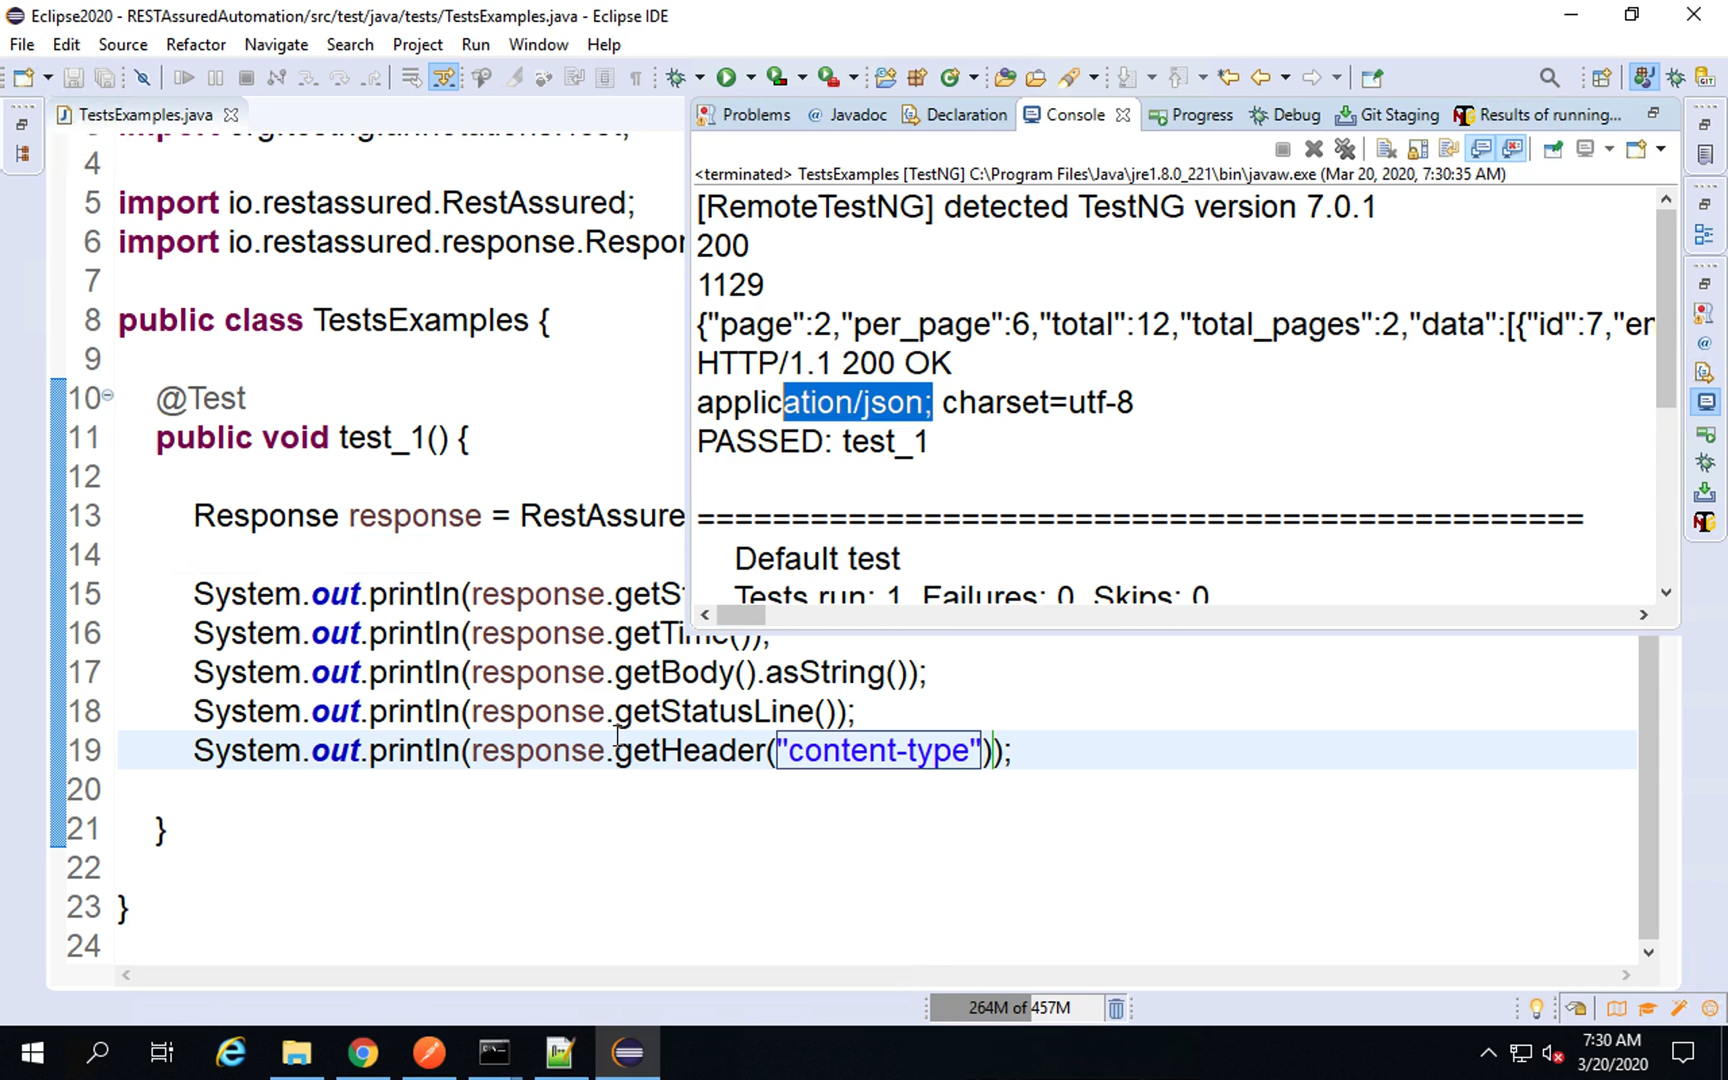 Eclipse2020 - RESTAssuredAutomation/src/test/java/tests/TestsExamples.java - Eclipse IDE
File Edit Source Refactor Navigate Search Project Run Window Help
TestsExamples.java
Problems @ Javadoc Declaration Console Progress Debug Git Staging Results of running...
<terminated> TestsExamples [TestNG] C:\Program Files\Java\jre1.8.0_221\bin\javaw.exe (Mar 20, 2020, 7:30:35 AM)
[RemoteTestNG] detected TestNG version 7.0.1
200
1129
{"page":2,"per_page":6,"total":12,"total_pages":2,"data":[{"id":7,"em
HTTP/1.1 200 OK
application/json; charset=utf-8
PASSED: test_1
===============================================
Default test
Tests run: 1, Failures: 0, Skips: 0
4
5 import io.restassured.RestAssured;
6 import io.restassured.response.Respor
7
8 public class TestsExamples {
9
10 @Test
11 public void test_1() {
12
13 Response response = RestAssure
14
15 System.out.println(response.getS
16 System.out.println(response.getTime());
17 System.out.println(response.getBody().asString());
18 System.out.println(response.getStatusLine());
19 System.out.println(response.getHeader("content-type"));
20
21 }
22
23 }
24
264M of 457M
7:30 AM
3/20/2020